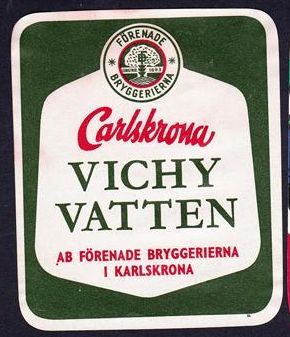 FÖRENADE
BRYGGERIERNA
Carlskrona
VICHY
VATTEN
AB FÖRENADE BRYGGERIERNA
I KARLSKRONA